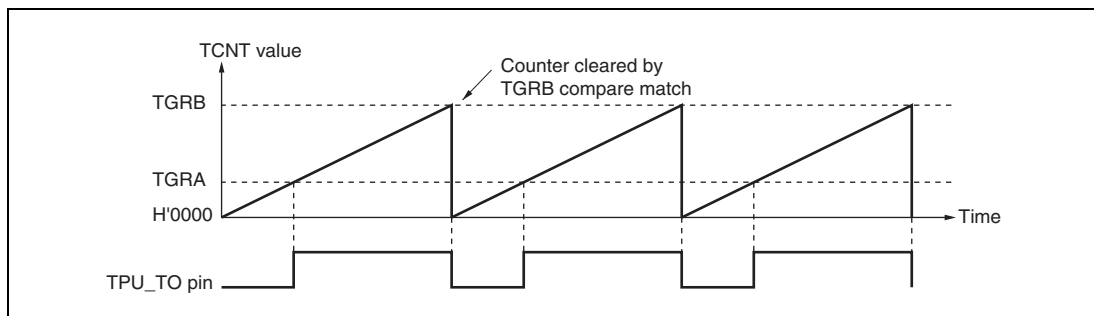 TCNT value
Counter cleared by
TGRB compare match
TGRB
TGRA
H'0000
Time
TPU_TO pin